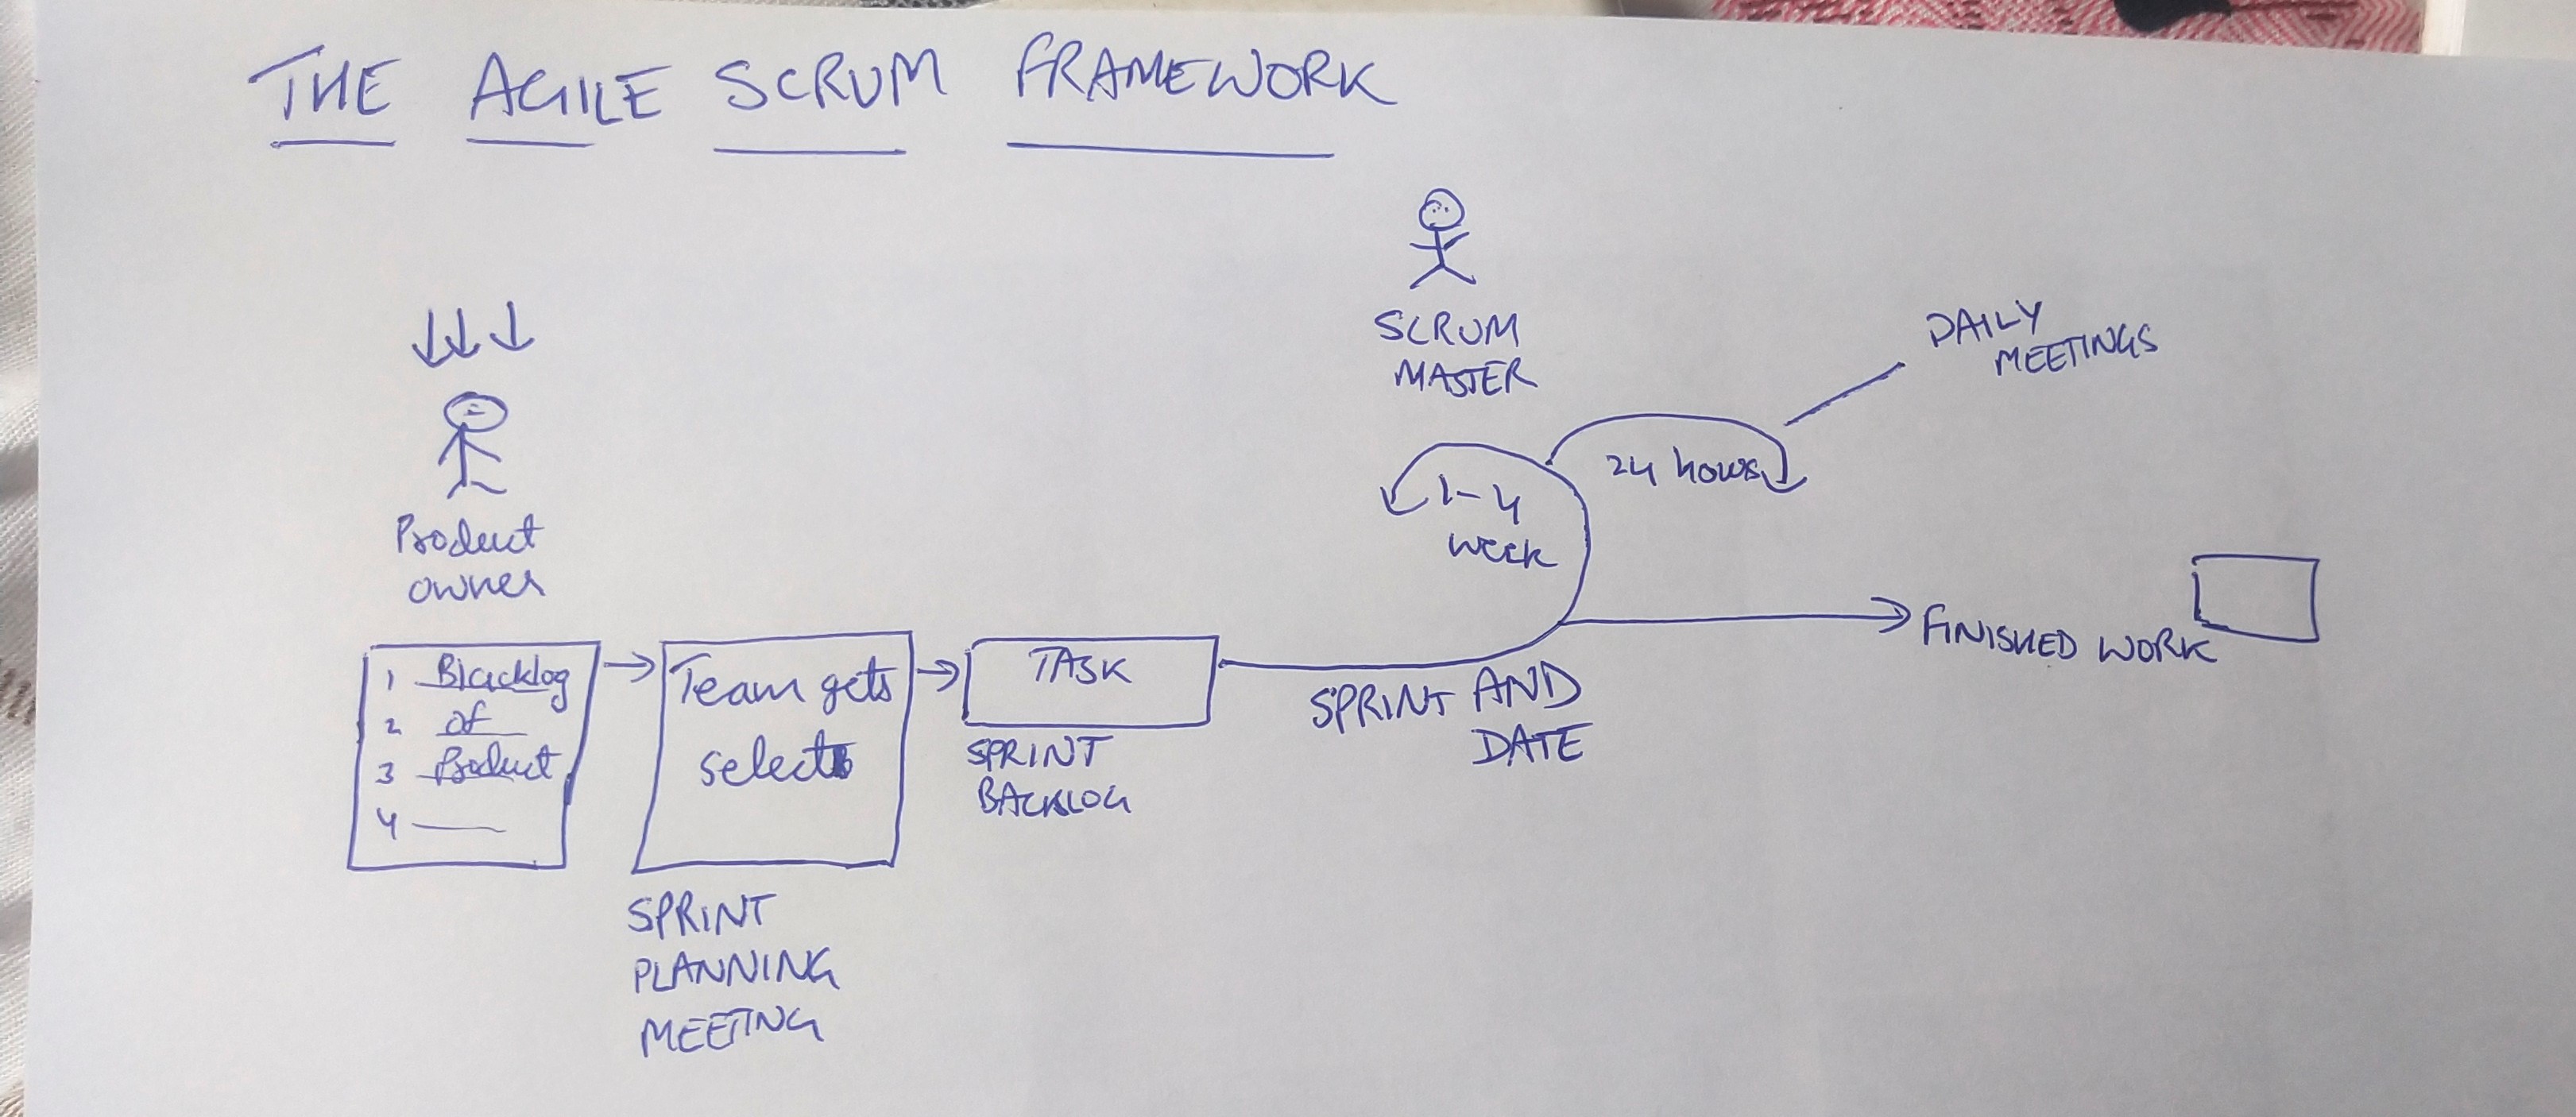 THE AGILE SCRUM FRAMEWORK
SCRUM
MASTER
DAILY
MEETINGS
24 hours
1-4
week
Product
owner
1 Blacklog
2 of
3 Product
4
Team gets
selects
TASK
SPRINT
BACKLOG
SPRINT AND
DATE
FINISHED WORK
SPRINT
PLANNING
MEETING